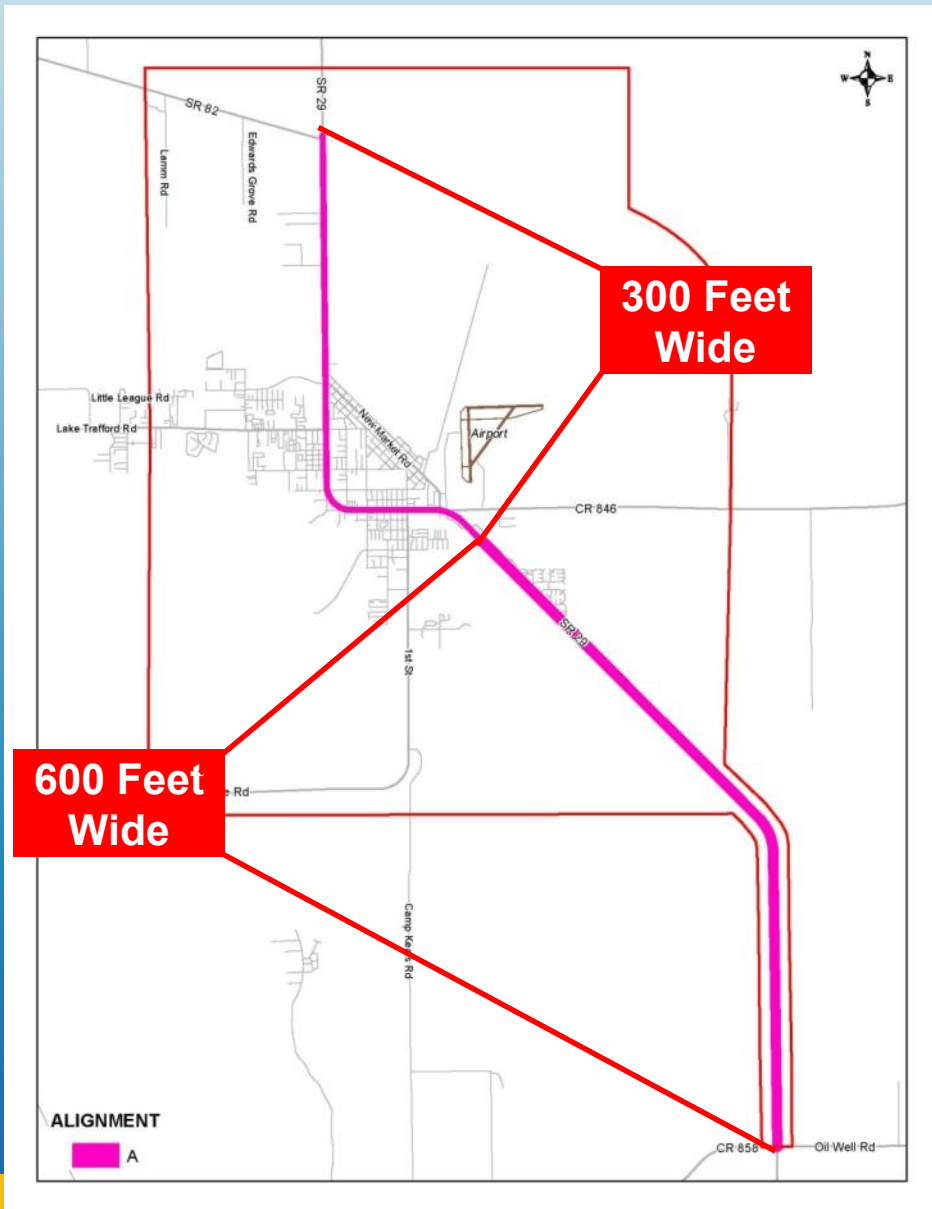 N
W E
S
SR 29
SR 82
Lamm Rd
Edwards Grove Rd
300 Feet
Wide
Little League Rd
Lake Trafford Rd
New Market Rd
Airport
CR 846
SR 29
1st St
600 Feet
Wide
e Rd
Camp Keais Rd
ALIGNMENT
A
CR 858
Oil Well Rd